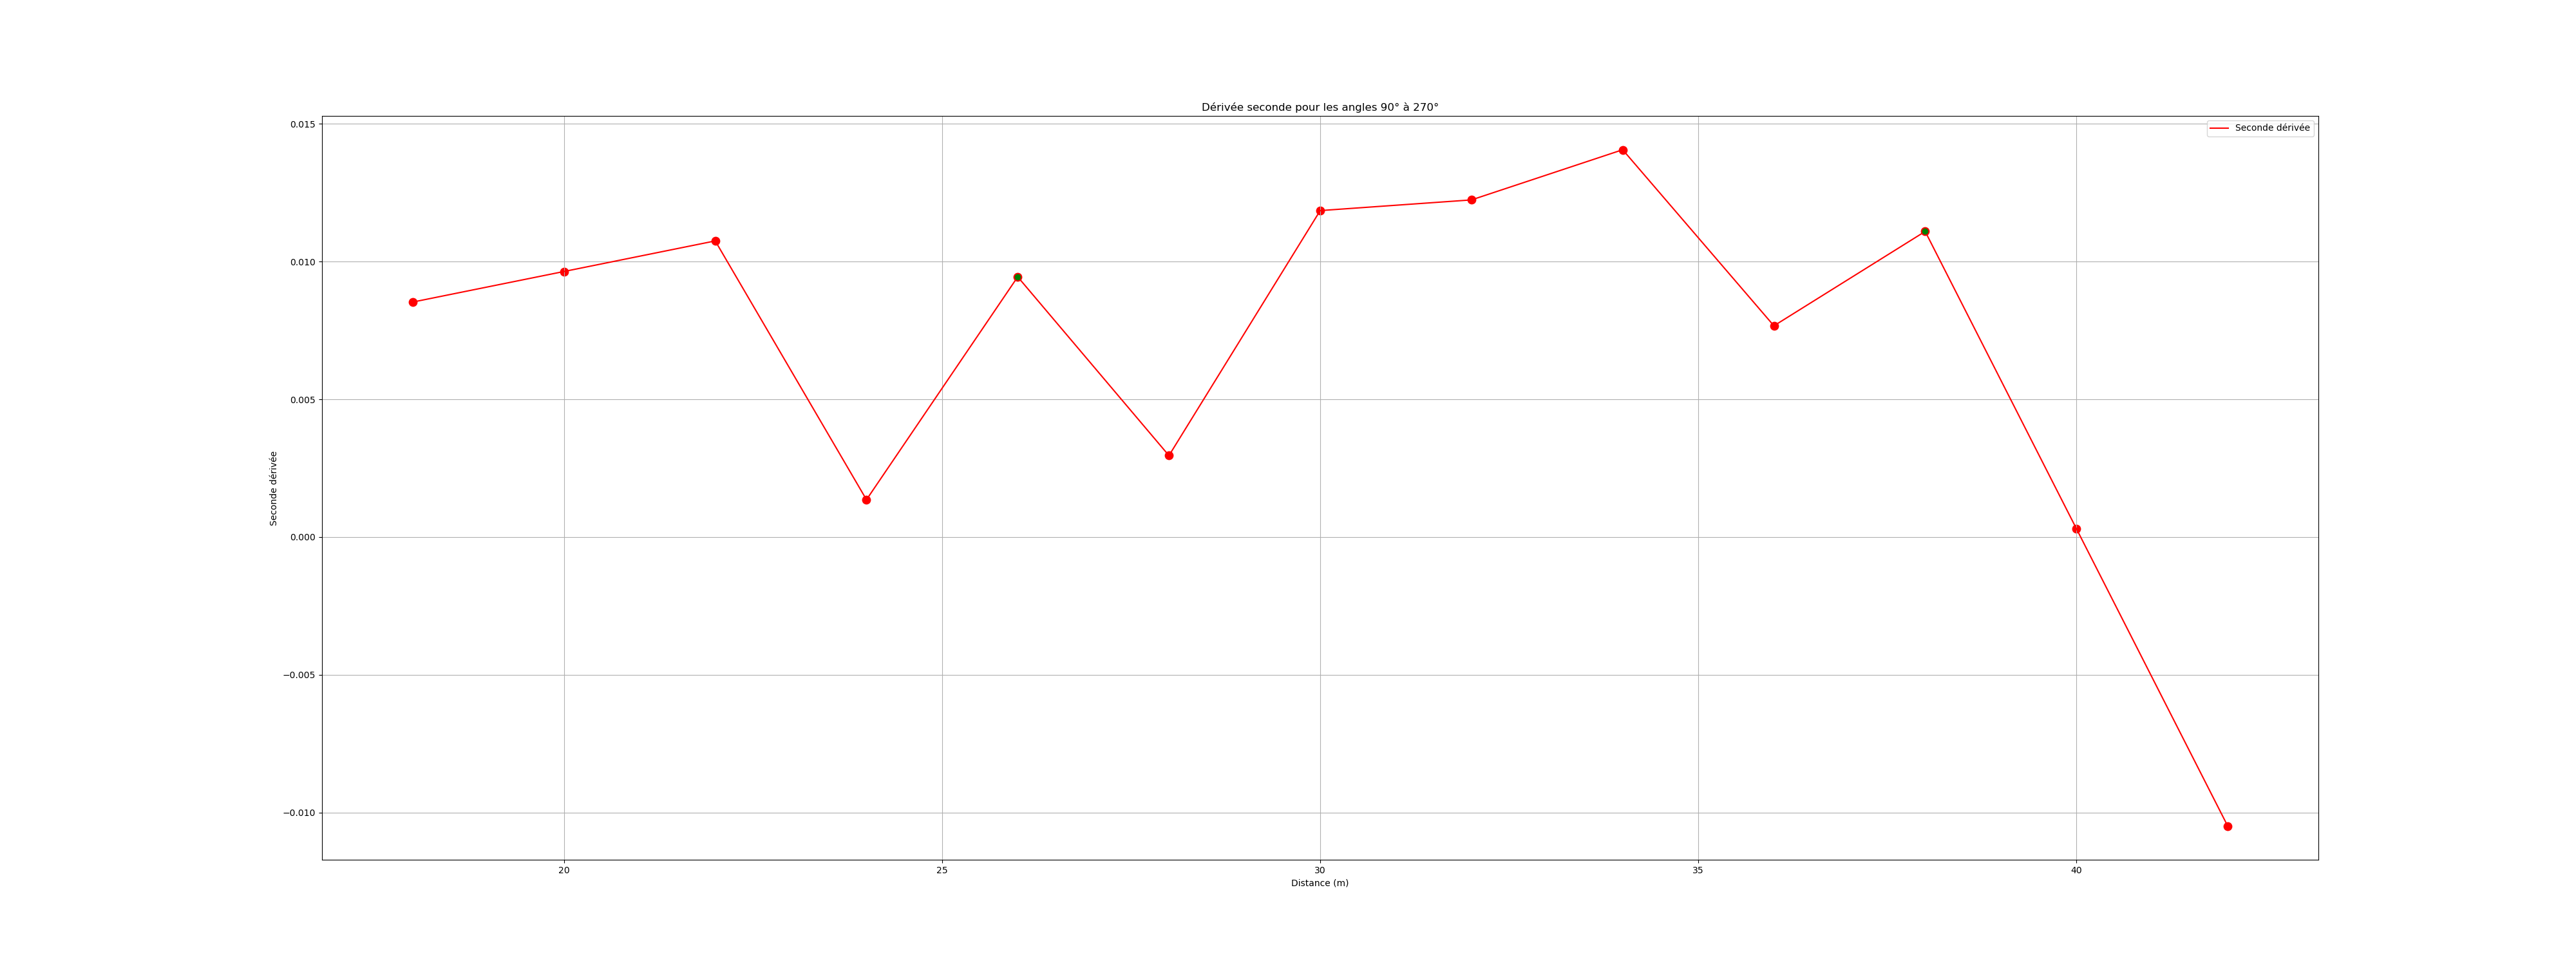 Dérivée seconde pour les angles 90° à 270°
Seconde dérivée
0.015
0.010
0.005
0.000
−0.005
−0.010
Seconde dérivée
20
25
30
35
40
Distance (m)